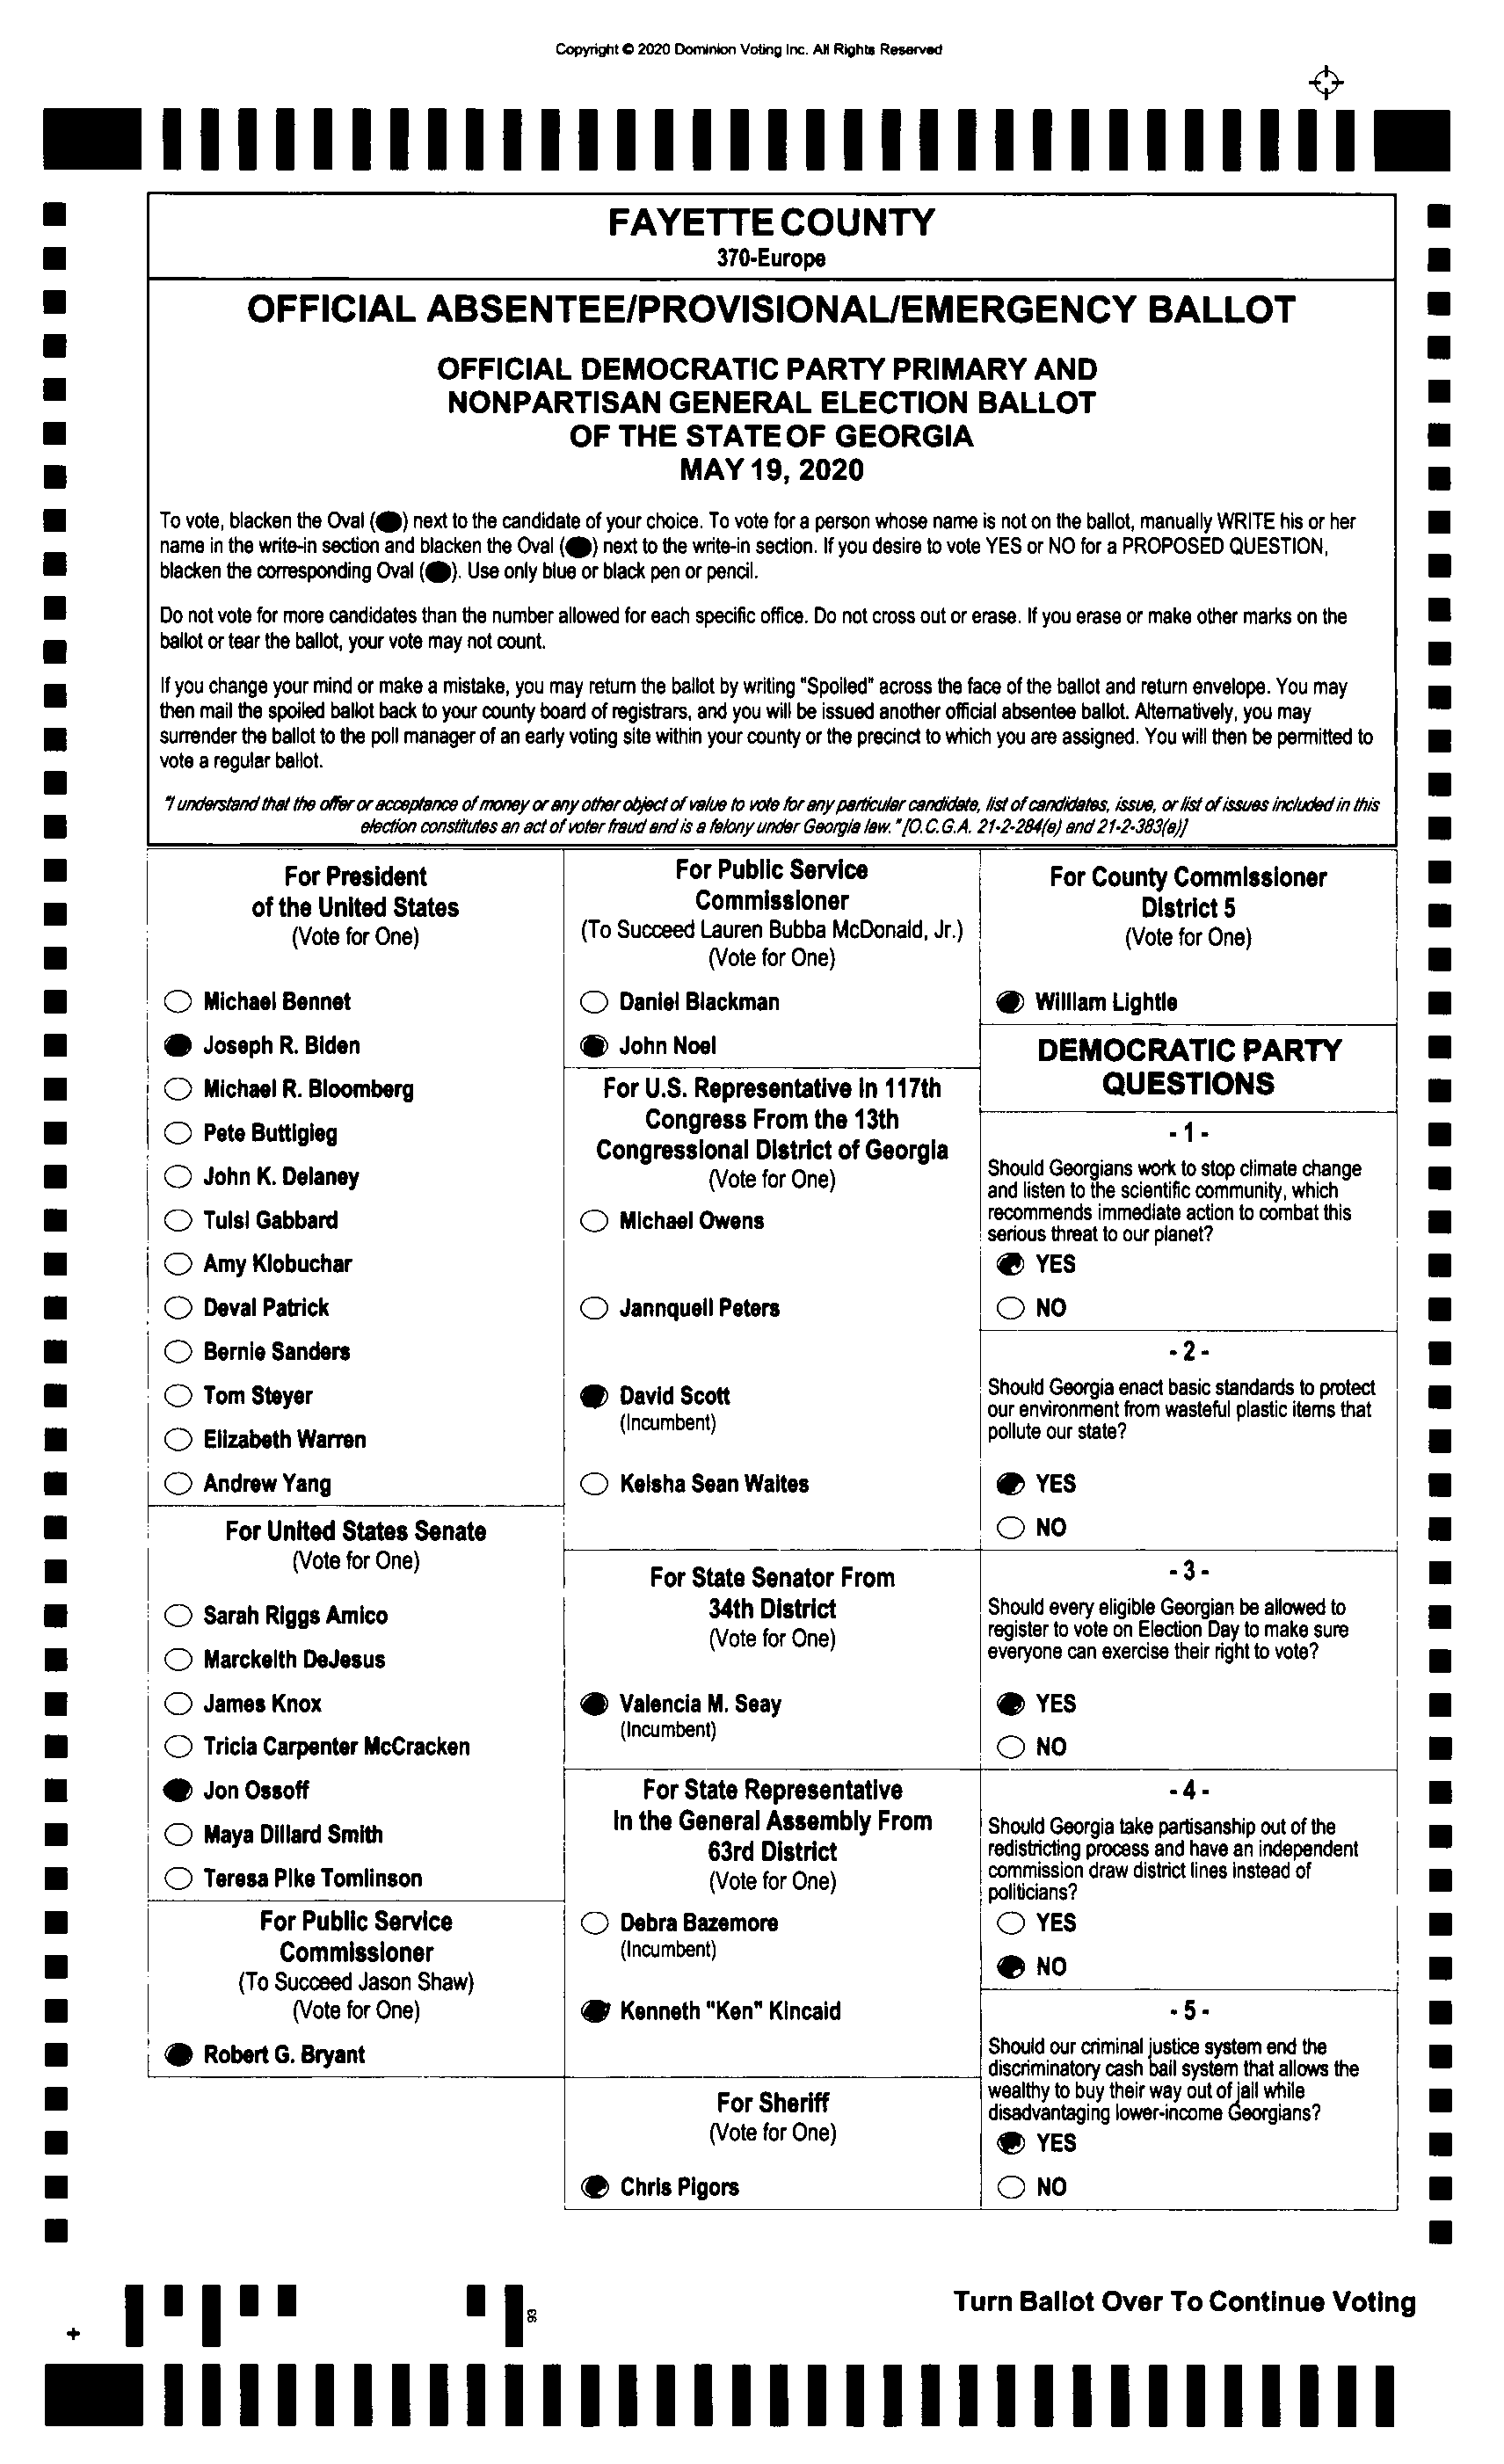 Copyright © 2020 Dominion Voting Inc. All Rights Reserved
FAYETTE COUNTY
370-Europe
OFFICIAL ABSENTEE/PROVISIONAL/EMERGENCY BALLOT
OFFICIAL DEMOCRATIC PARTY PRIMARY AND
NONPARTISAN GENERAL ELECTION BALLOT
OF THE STATE OF GEORGIA
MAY 19, 2020
To vote, blacken the Oval ( ) next to the candidate of your choice. To vote for a person whose name is not on the ballot, manually WRITE his or her
name in the write-in section and blacken the Oval ( ) next to the write-in section. If you desire to vote YES or NO for a PROPOSED QUESTION,
blacken the corresponding Oval ( ). Use only blue or black pen or pencil.
Do not vote for more candidates than the number allowed for each specific office. Do not cross out or erase. If you erase or make other marks on the
ballot or tear the ballot, your vote may not count.
If you change your mind or make a mistake, you may return the ballot by writing "Spoiled" across the face of the ballot and return envelope. You may
then mail the spoiled ballot back to your county board of registrars, and you will be issued another official absentee ballot. Alternatively, you may
surrender the ballot to the poll manager of an early voting site within your county or the precinct to which you are assigned. You will then be permitted to
vote a regular ballot.
"I understand that the offer or acceptance of money or any other object of value to vote for any particular candidate, list of candidates, issue, or list of issues included in this
election constitutes an act of voter fraud and is a felony under Georgia law." [O.C.G.A. 21-2-284(e) and 21-2-383(a)]
For President
of the United States
(Vote for One)
Michael Bennet
Joseph R. Biden
Michael R. Bloomberg
Pete Buttigieg
John K. Delaney
Tulsi Gabbard
Amy Klobuchar
Deval Patrick
Bernie Sanders
Tom Steyer
Elizabeth Warren
Andrew Yang
For United States Senate
(Vote for One)
Sarah Riggs Amico
Marckeith DeJesus
James Knox
Tricia Carpenter McCracken
Jon Ossoff
Maya Dillard Smith
Teresa Pike Tomlinson
For Public Service
Commissioner
(To Succeed Jason Shaw)
(Vote for One)
Robert G. Bryant
For Public Service
Commissioner
(To Succeed Lauren Bubba McDonald, Jr.)
(Vote for One)
Daniel Blackman
John Noel
For U.S. Representative in 117th
Congress From the 13th
Congressional District of Georgia
(Vote for One)
Michael Owens
Jannquell Peters
David Scott
(Incumbent)
Keisha Sean Waites
For State Senator From
34th District
(Vote for One)
Valencia M. Seay
(Incumbent)
For State Representative
In the General Assembly From
63rd District
(Vote for One)
Debra Bazemore
(Incumbent)
Kenneth "Ken" Kincaid
For Sheriff
(Vote for One)
Chris Pigors
For County Commissioner
District 5
(Vote for One)
William Lightle
DEMOCRATIC PARTY
QUESTIONS
- 1 -
Should Georgians work to stop climate change
and listen to the scientific community, which
recommends immediate action to combat this
serious threat to our planet?
YES
NO
- 2 -
Should Georgia enact basic standards to protect
our environment from wasteful plastic items that
pollute our state?
YES
NO
- 3 -
Should every eligible Georgian be allowed to
register to vote on Election Day to make sure
everyone can exercise their right to vote?
YES
NO
- 4 -
Should Georgia take partisanship out of the
redistricting process and have an independent
commission draw district lines instead of
politicians?
YES
NO
- 5 -
Should our criminal justice system end the
discriminatory cash bail system that allows the
wealthy to buy their way out of jail while
disadvantaging lower-income Georgians?
YES
NO
93
Turn Ballot Over To Continue Voting